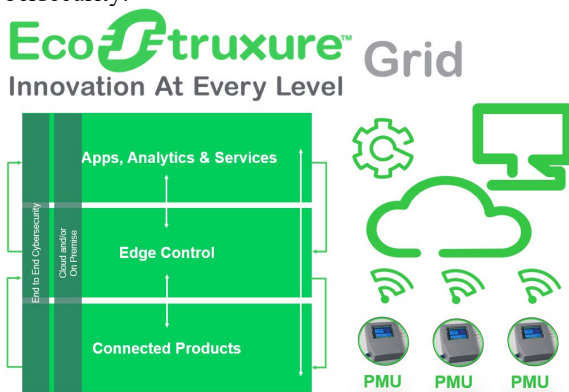 EcoStruxure™ Grid
Innovation At Every Level
Apps, Analytics & Services
End to End Cybersecurity
Cloud and/or
On Premise
Edge Control
Connected Products
PMU PMU PMU